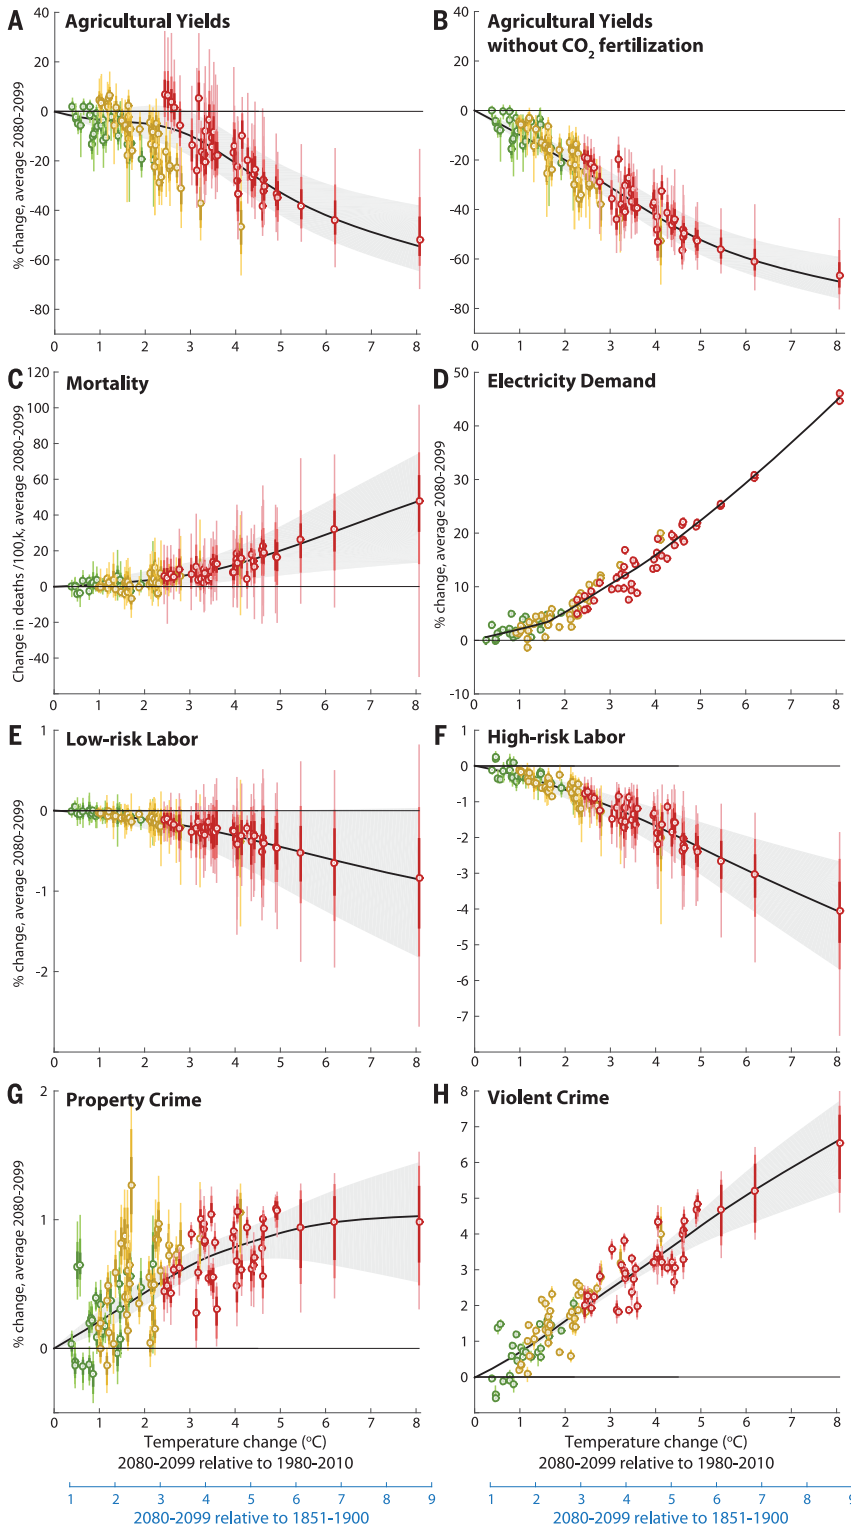 A Agricultural Yields
% change, average 2080-2099
40
20
0
-20
-40
-60
-80
0 1 2 3 4 5 6 7 8
B Agricultural Yields
without CO2 fertilization
40
20
0
-20
-40
-60
-80
0 1 2 3 4 5 6 7 8
C Mortality
Change in deaths /100,k, average 2080-2099
120
100
80
60
40
20
0
-20
-40
0 1 2 3 4 5 6 7 8
D Electricity Demand
% change, average 2080-2099
50
40
30
20
10
0
-10
0 1 2 3 4 5 6 7 8
E Low-risk Labor
% change, average 2080-2099
1
0
-1
-2
0 1 2 3 4 5 6 7 8
F High-risk Labor
1
0
-1
-2
-3
-4
-5
-6
-7
0 1 2 3 4 5 6 7 8
G Property Crime
% change, average 2080-2099
2
1
0
0 1 2 3 4 5 6 7 8
Temperature change (°C)
2080-2099 relative to 1980-2010
1 2 3 4 5 6 7 8 9
2080-2099 relative to 1851-1900
H Violent Crime
8
7
6
5
4
3
2
1
0
-1
0 1 2 3 4 5 6 7 8
Temperature change (°C)
2080-2099 relative to 1980-2010
1 2 3 4 5 6 7 8 9
2080-2099 relative to 1851-1900